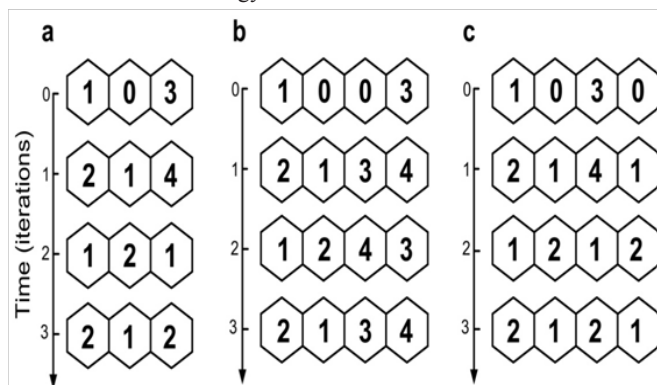 a b c
0 1 0 3 0 1 0 0 3 0 1 0 3 0
1 2 1 4 1 2 1 3 4 1 2 1 4 1
2 1 2 1 2 1 2 4 3 2 1 2 1 2
3 2 1 2 3 2 1 3 4 3 2 1 2 1
Time (iterations)